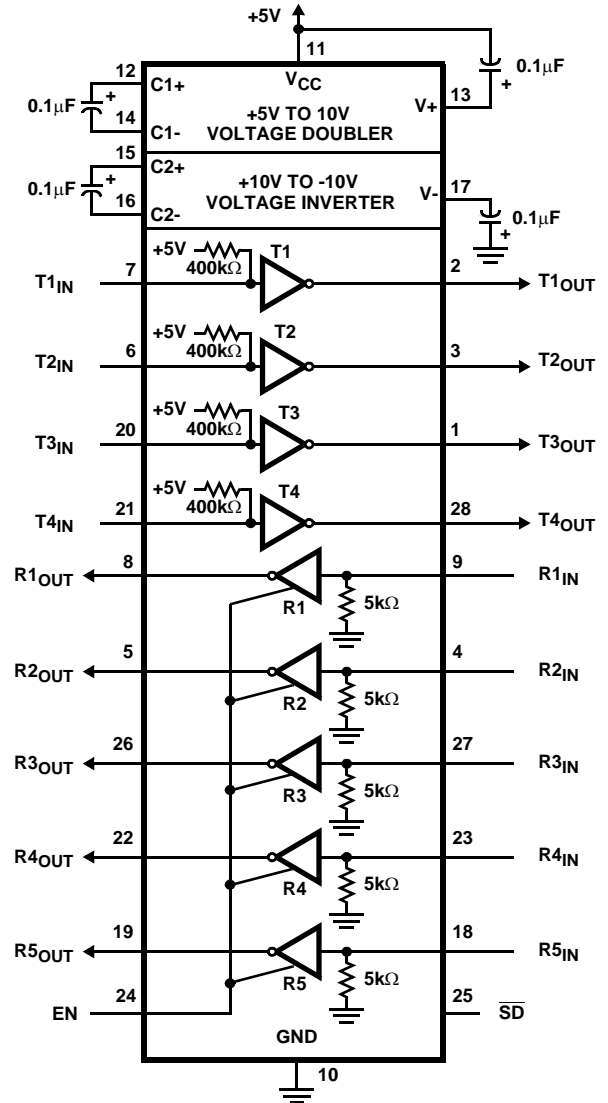 +5V
11
12
C1+
VCC
0.1μF
+
+
0.1μF
13
V+
+5V TO 10V
VOLTAGE DOUBLER
14
C1-
15
C2+
0.1μF
+
+10V TO -10V
VOLTAGE INVERTER
V-
17
16
C2-
0.1μF
+
+5V
400kΩ
T1
T1IN
7
2
T1OUT
+5V
400kΩ
T2
T2IN
6
3
T2OUT
+5V
400kΩ
T3
T3IN
20
1
T3OUT
+5V
400kΩ
T4
T4IN
21
28
T4OUT
R1OUT
8
9
R1IN
R1
5kΩ
R2OUT
5
4
R2IN
R2
5kΩ
R3OUT
26
27
R3IN
R3
5kΩ
R4OUT
22
23
R4IN
R4
5kΩ
R5OUT
19
18
R5IN
R5
5kΩ
EN
24
25
SD
GND
10